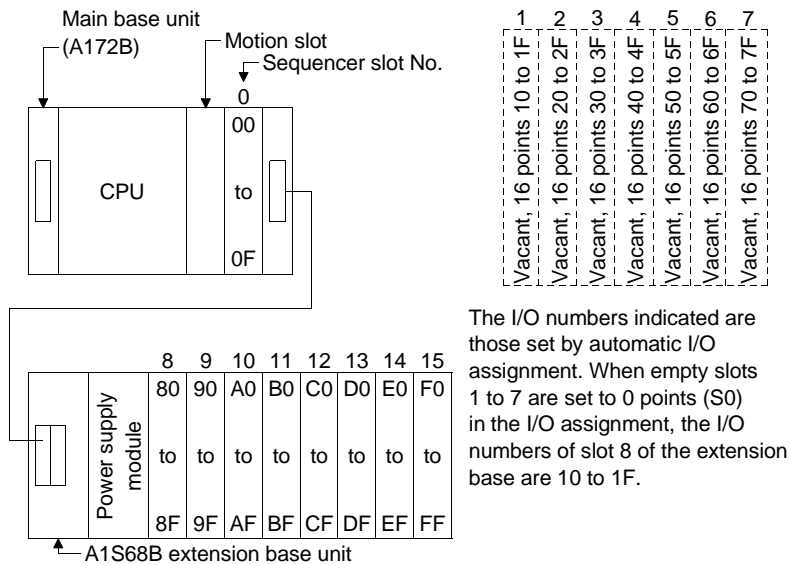 Main base unit
(A172B)
Motion slot
Sequencer slot No.
0
00
CPU
to
0F
1 2 3 4 5 6 7
Vacant, 16 points 10 to 1F
Vacant, 16 points 20 to 2F
Vacant, 16 points 30 to 3F
Vacant, 16 points 40 to 4F
Vacant, 16 points 50 to 5F
Vacant, 16 points 60 to 6F
Vacant, 16 points 70 to 7F
The I/O numbers indicated are
those set by automatic I/O
assignment. When empty slots
1 to 7 are set to 0 points (S0)
in the I/O assignment, the I/O
numbers of slot 8 of the extension
base are 10 to 1F.
8 9 10 11 12 13 14 15
Power supply
module
80 90 A0 B0 C0 D0 E0 F0
to to to to to to to to
8F 9F AF BF CF DF EF FF
A1S68B extension base unit